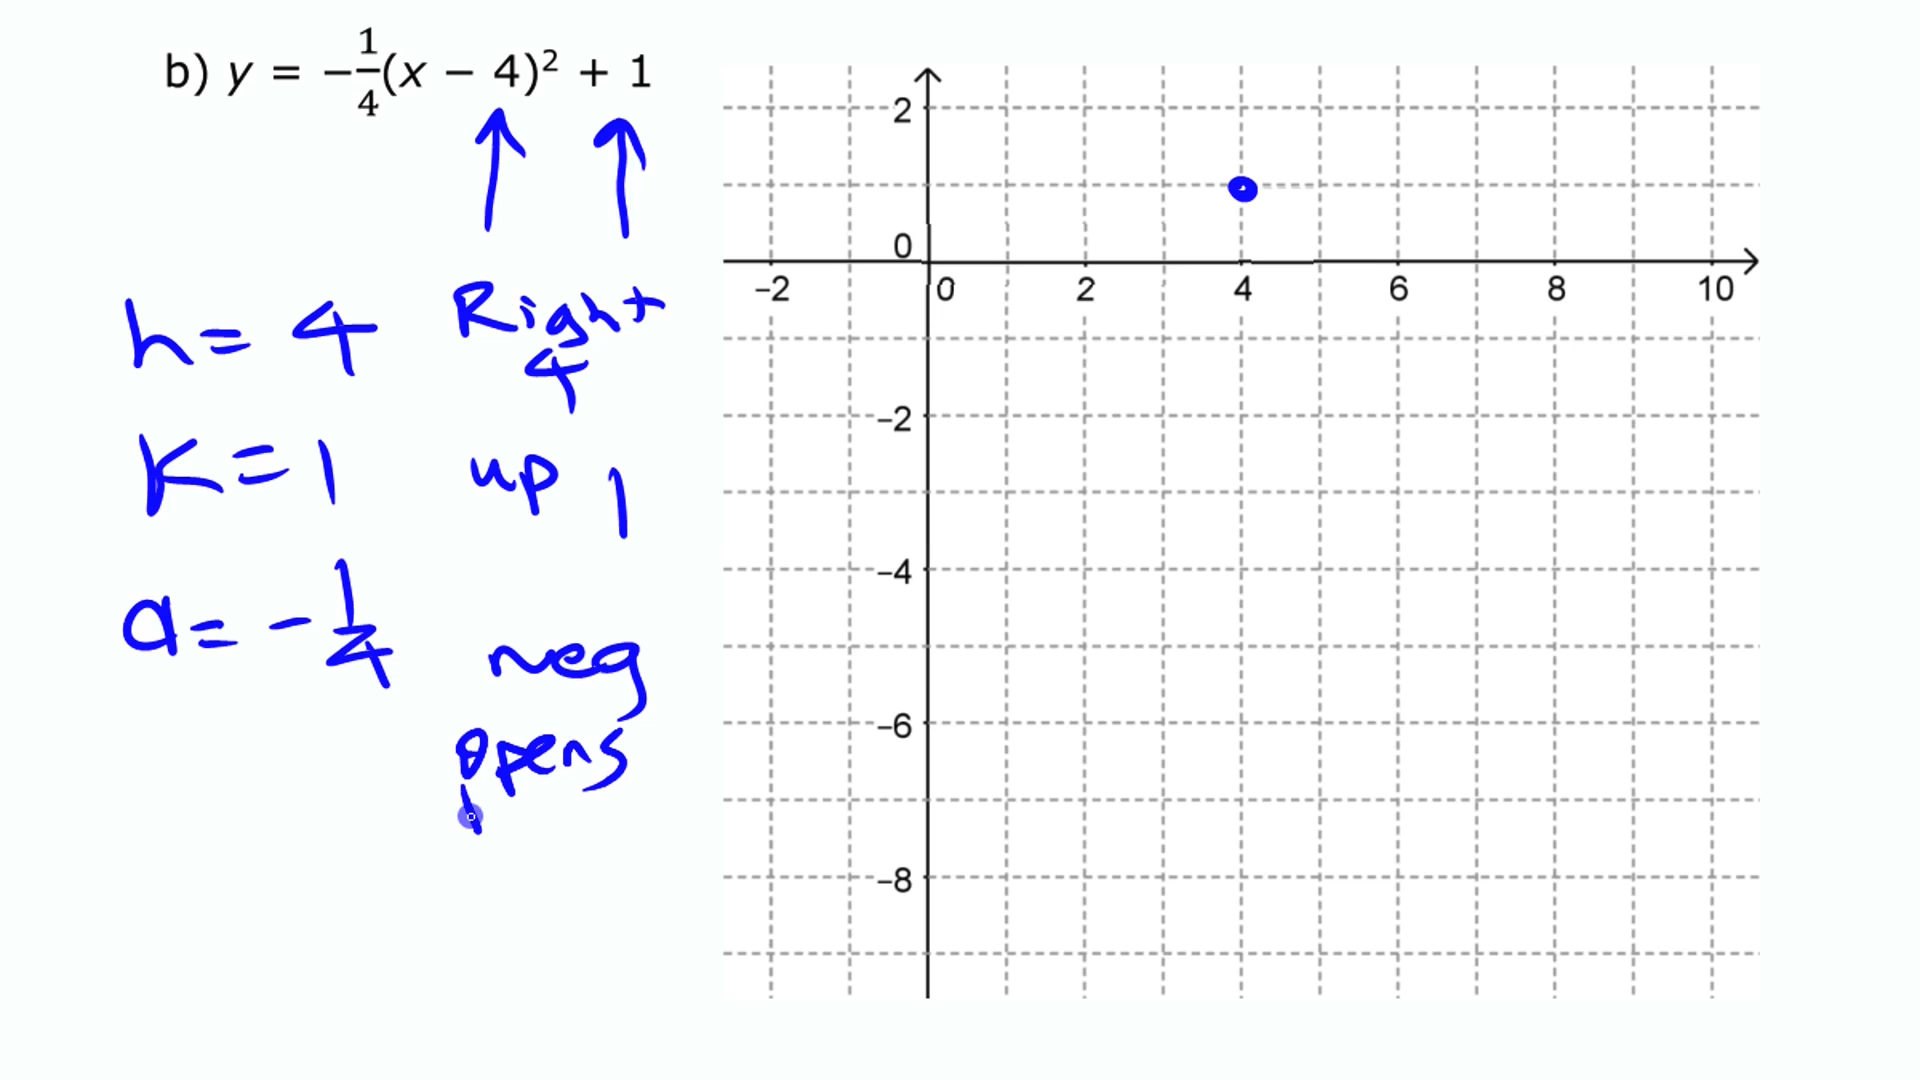 b) y = −1/4(x − 4)² + 1
h = 4 Right 4
K = 1 up 1
a = − 1/4 neg
opens
2
0
−2 0 2 4 6 8 10
−2
−4
−6
−8